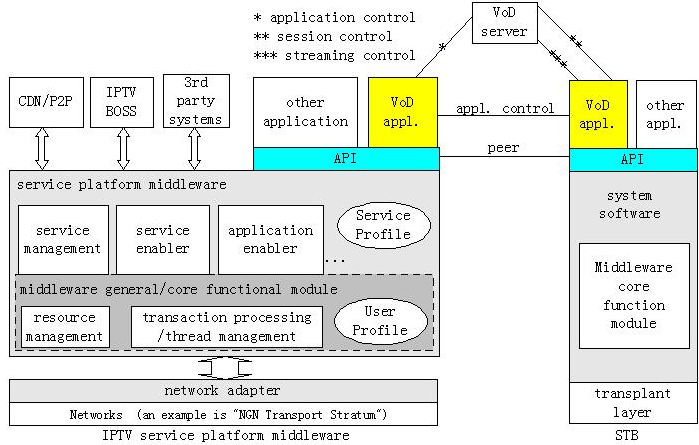 * application control
** session control
*** streaming control
VoD
server
*
**
***
CDN/P2P
IPTV
BOSS
3rd
party
systems
other
application
VoD
appl.
appl. control
VoD
appl.
other
appl.
API
peer
API
service platform middleware
system
software
service
management
service
enabler
application
enabler
...
Service
Profile
Middleware
core
function
module
middleware general/core functional module
resource
management
transaction processing
/thread management
User
Profile
network adapter
Networks (an example is "NGN Transport Stratum")
transplant
layer
IPTV service platform middleware
STB